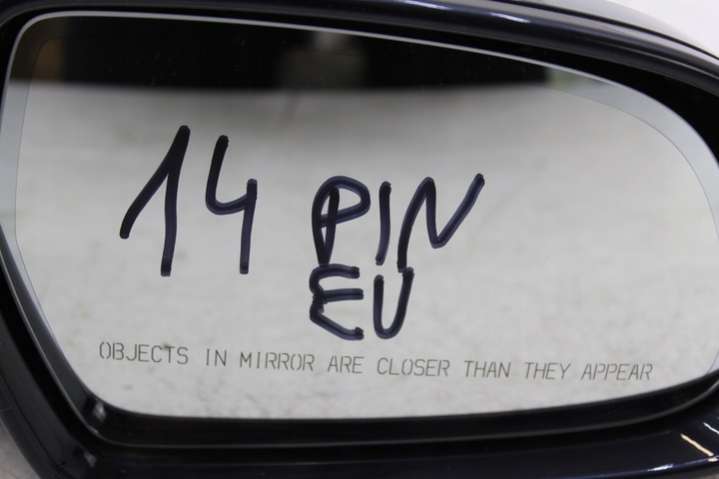 14 PIN
EU
OBJECTS IN MIRROR ARE CLOSER THAN THEY APPEAR